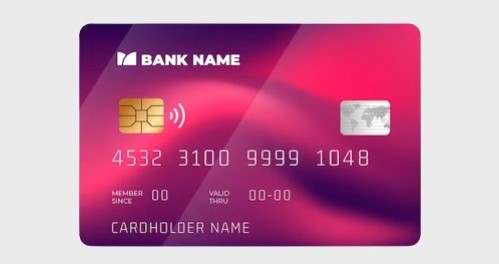 BANK NAME
4532 3100 9999 1048
MEMBER SINCE 00 VALID THRU 00-00
CARDHOLDER NAME